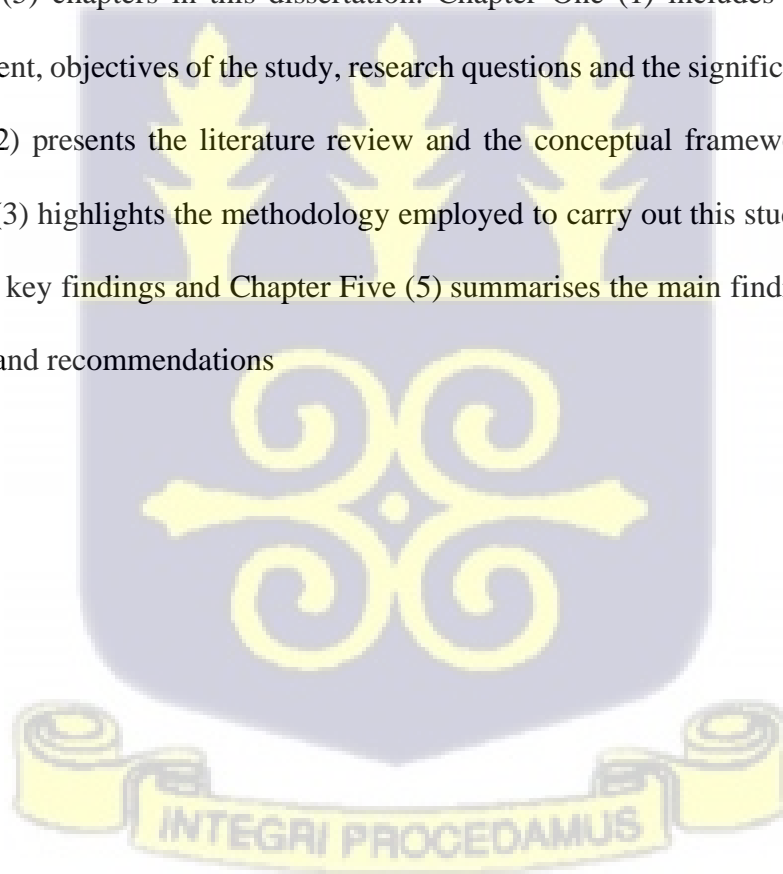 (5) chapters in this dissertation. Chapter One (1) includes
ent, objectives of the study, research questions and the signific
2) presents the literature review and the conceptual framew
(3) highlights the methodology employed to carry out this stu
key findings and Chapter Five (5) summarises the main find
and recommendations
INTEGRI PROCEDAMUS